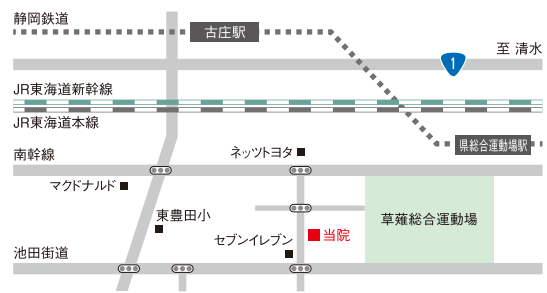 静岡鉄道
古庄駅
至 清水
1
JR東海道新幹線
JR東海道本線
県総合運動場駅
南幹線
ネッツトヨタ
マクドナルド
東豊田小
草薙総合運動場
当院
セブンイレブン
池田街道